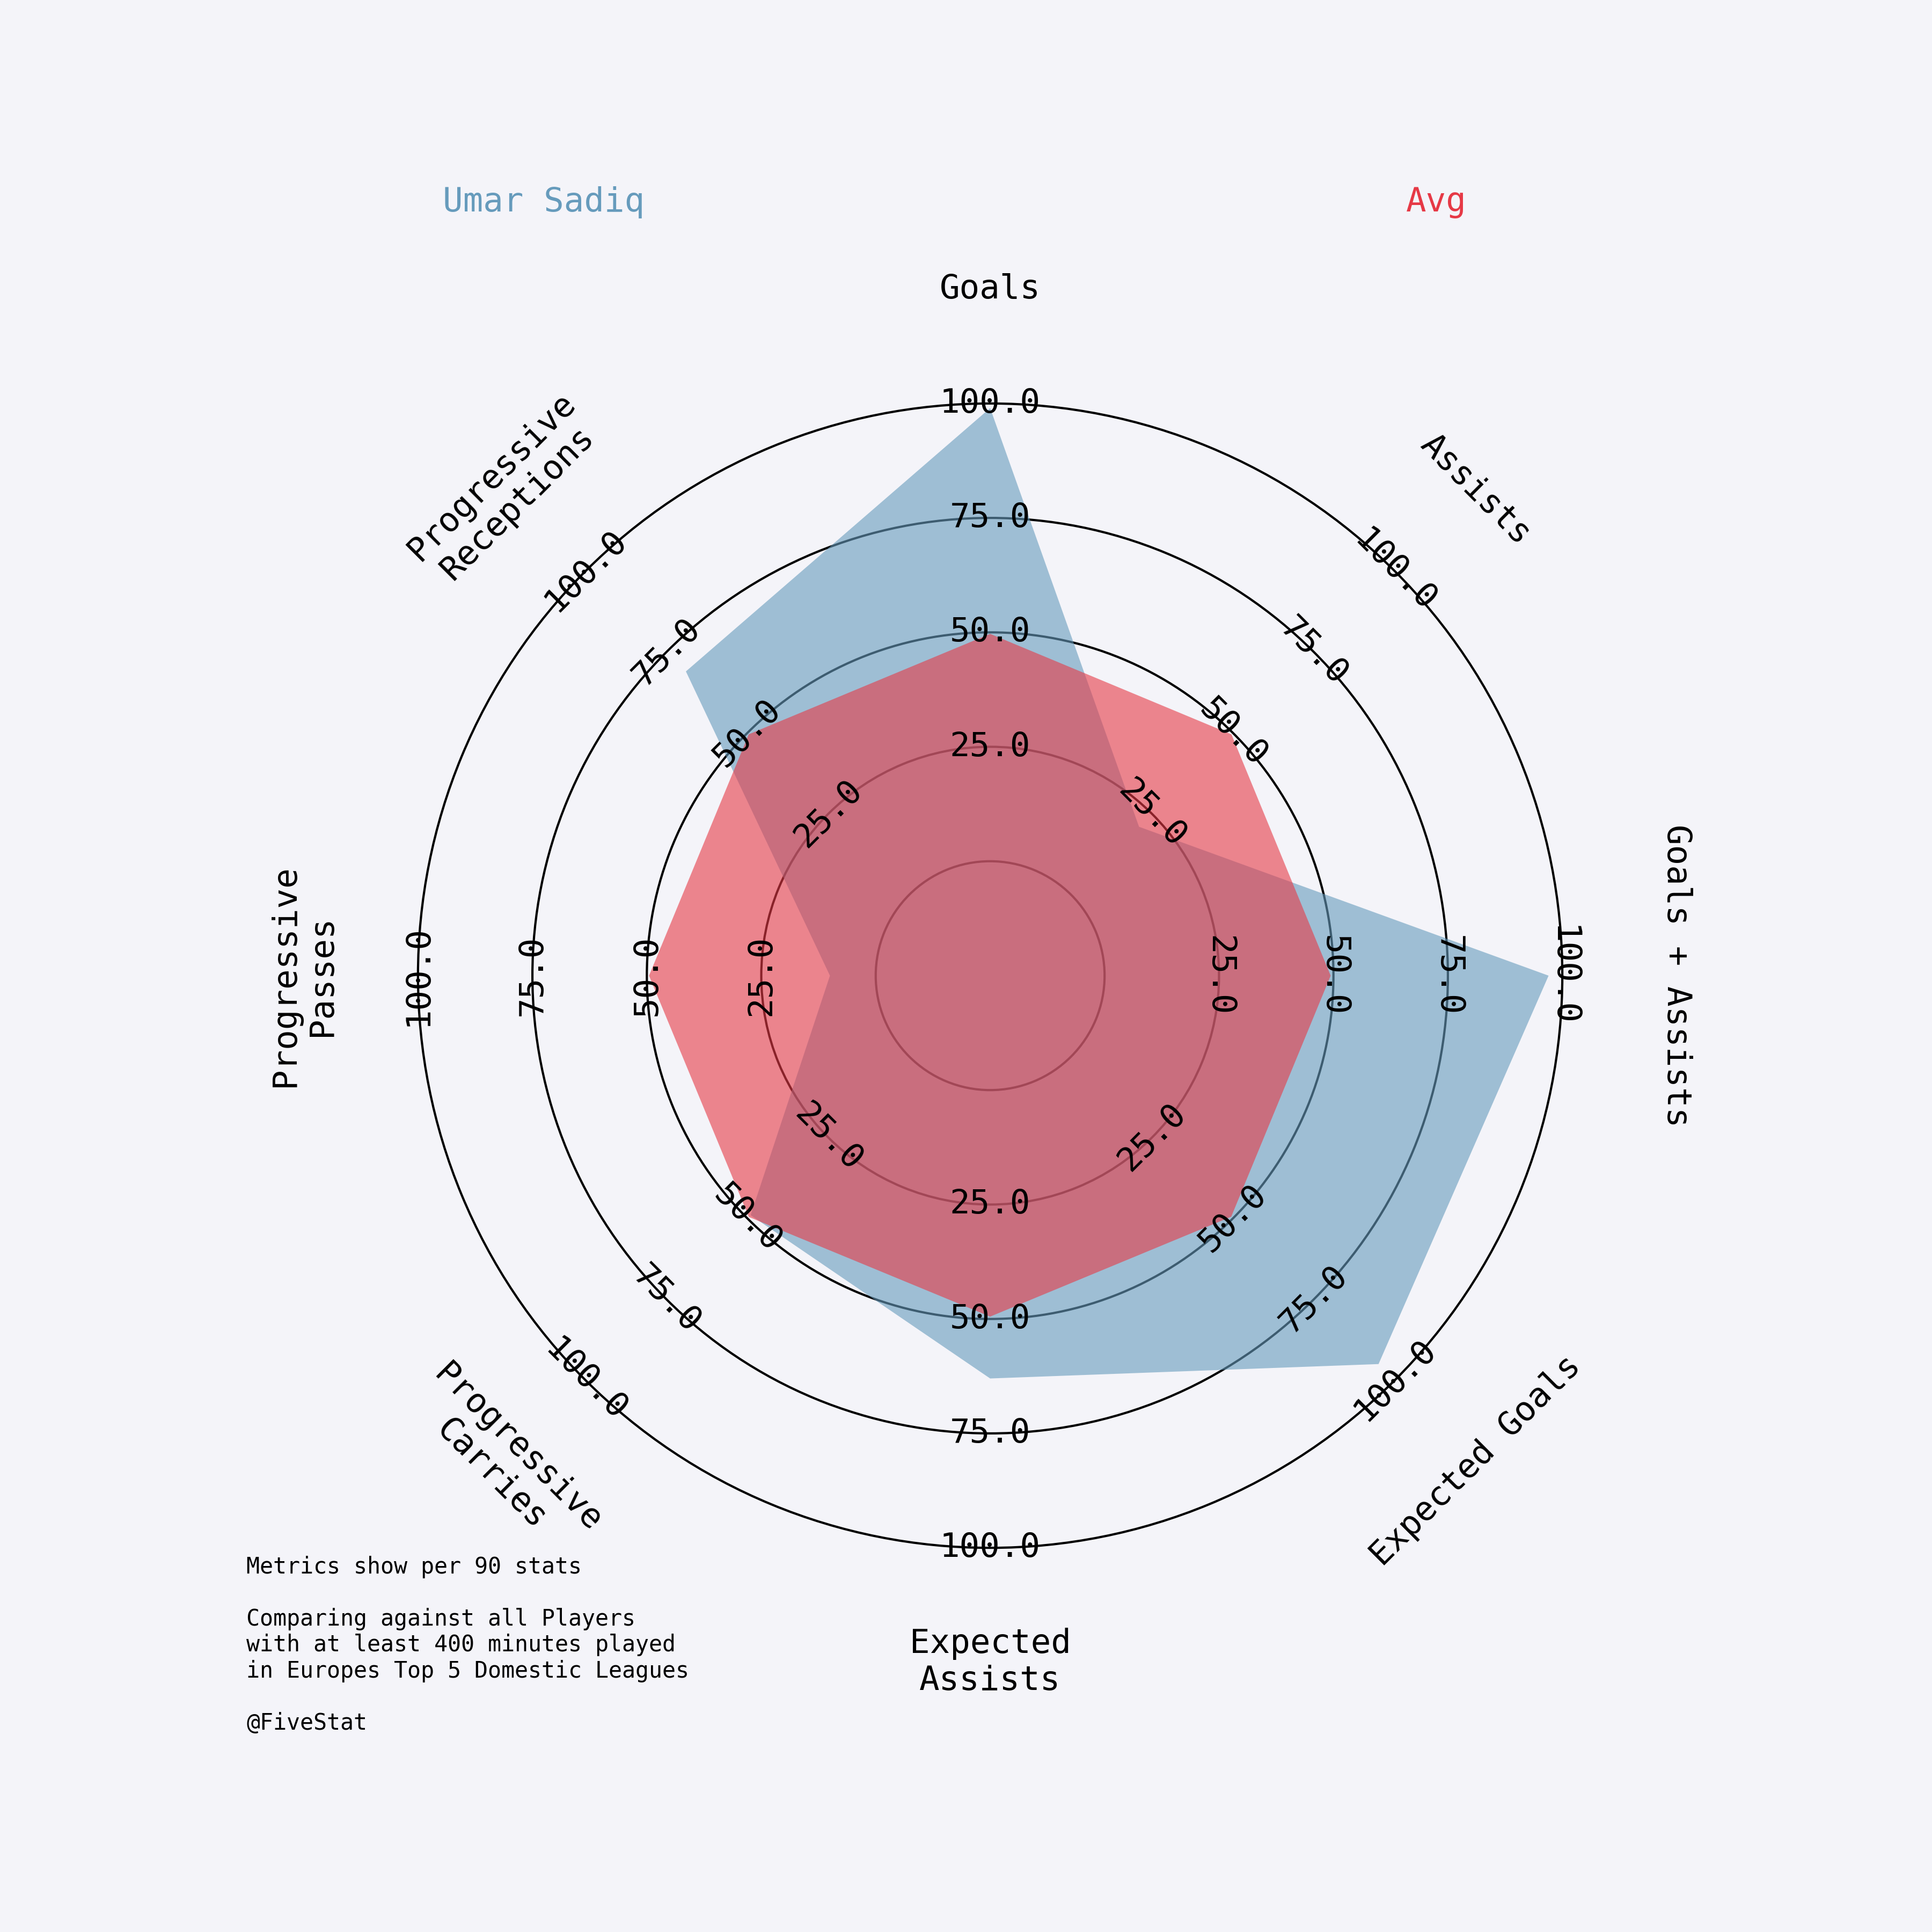 Umar Sadiq
Avg
Goals
Assists
Goals + Assists
Expected Goals
Expected
Assists
Progressive
Carries
Progressive
Passes
Progressive
Receptions
25.0
50.0
75.0
100.0
25.0
50.0
75.0
100.0
25.0
50.0
75.0
100.0
25.0
50.0
75.0
100.0
25.0
50.0
75.0
100.0
25.0
50.0
75.0
100.0
25.0
50.0
75.0
100.0
25.0
50.0
75.0
100.0
Metrics show per 90 stats
Comparing against all Players
with at least 400 minutes played
in Europes Top 5 Domestic Leagues
@FiveStat